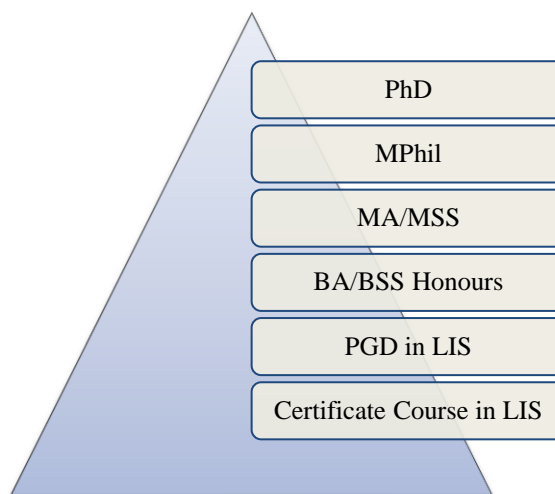 PhD
MPhil
MA/MSS
BA/BSS Honours
PGD in LIS
Certificate Course in LIS